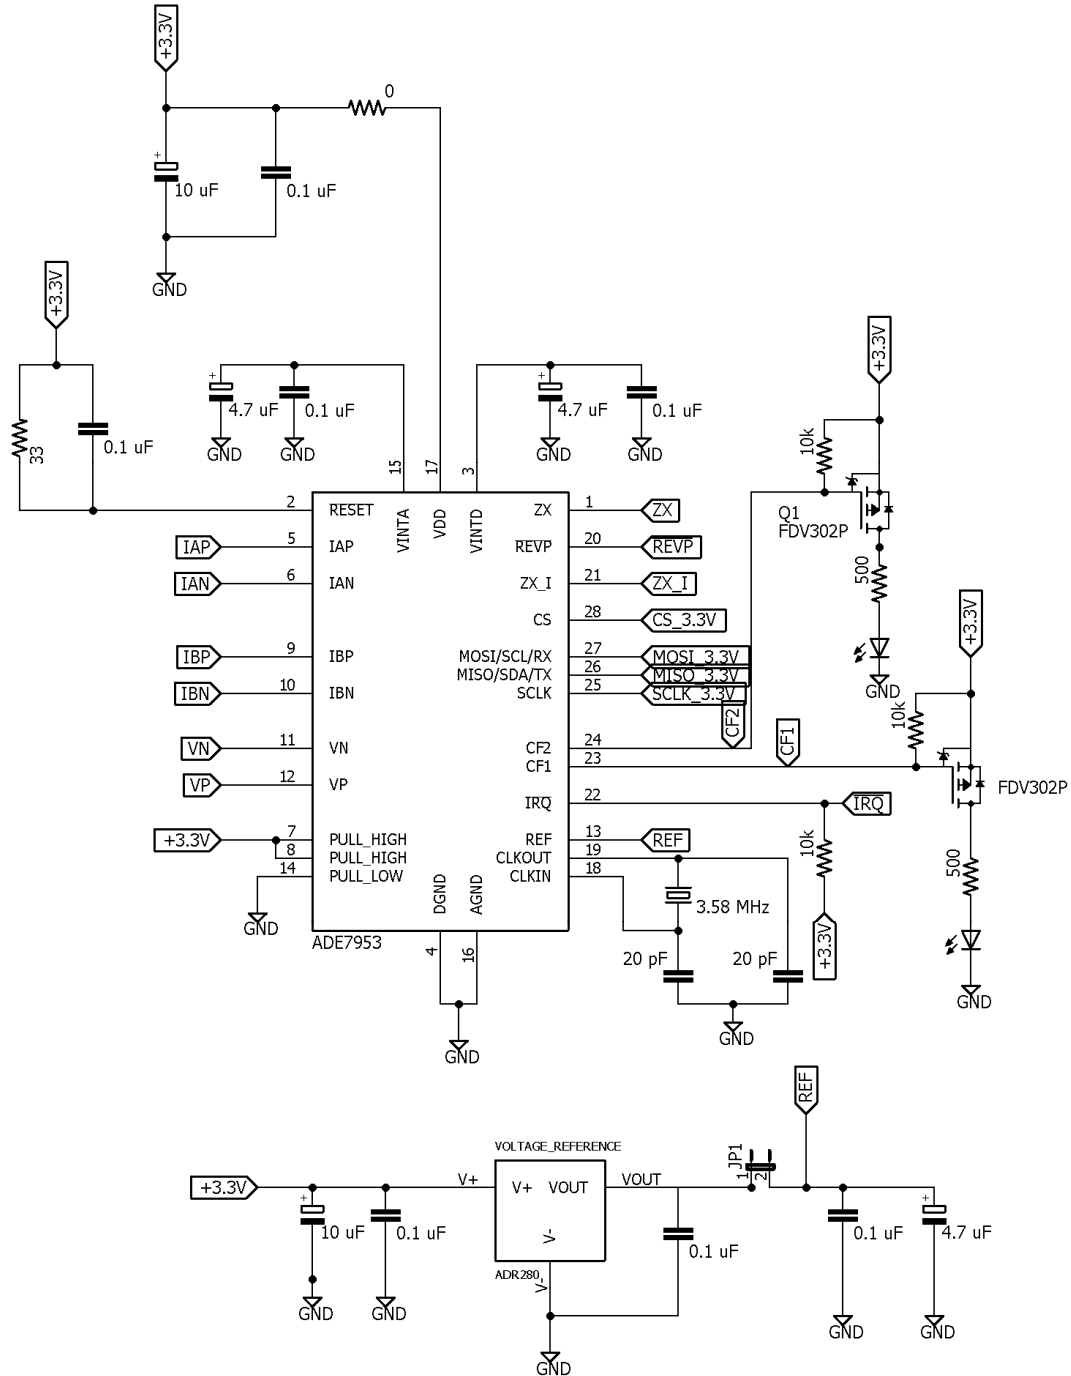 +3.3V
0
10 uF
0.1 uF
GND
+3.3V
33
0.1 uF
4.7 uF
0.1 uF
GND
GND
4.7 uF
0.1 uF
GND
GND
+3.3V
10k
Q1
FDV302P
500
GND
15
17
3
2
RESET
VINTA
VDD
VINTD
ZX
1
ZX
IAP
5
IAP
REVP
20
REVP
IAN
6
IAN
ZX_I
21
ZX_I
CS
28
CS_3.3V
IBP
9
IBP
MOSI/SCL/RX
27
MOSI_3.3V
MISO/SDA/TX
26
MISO_3.3V
IBN
10
IBN
SCLK
25
SCLK_3.3V
VN
11
VN
CF2
24
CF2
CF1
23
CF1
VP
12
VP
IRQ
22
IRQ
+3.3V
7
PULL_HIGH
8
PULL_HIGH
14
PULL_LOW
GND
REF
13
REF
CLKOUT
19
CLKIN
18
DGND
AGND
ADE7953
4
16
GND
3.58 MHz
20 pF
20 pF
GND
10k
+3.3V
+3.3V
10k
FDV302P
500
GND
REF
VOLTAGE_REFERENCE
+3.3V
V+
V+
VOUT
VOUT
V-
ADR280
V-
JP1
1
2
10 uF
0.1 uF
GND
GND
0.1 uF
GND
0.1 uF
4.7 uF
GND
GND